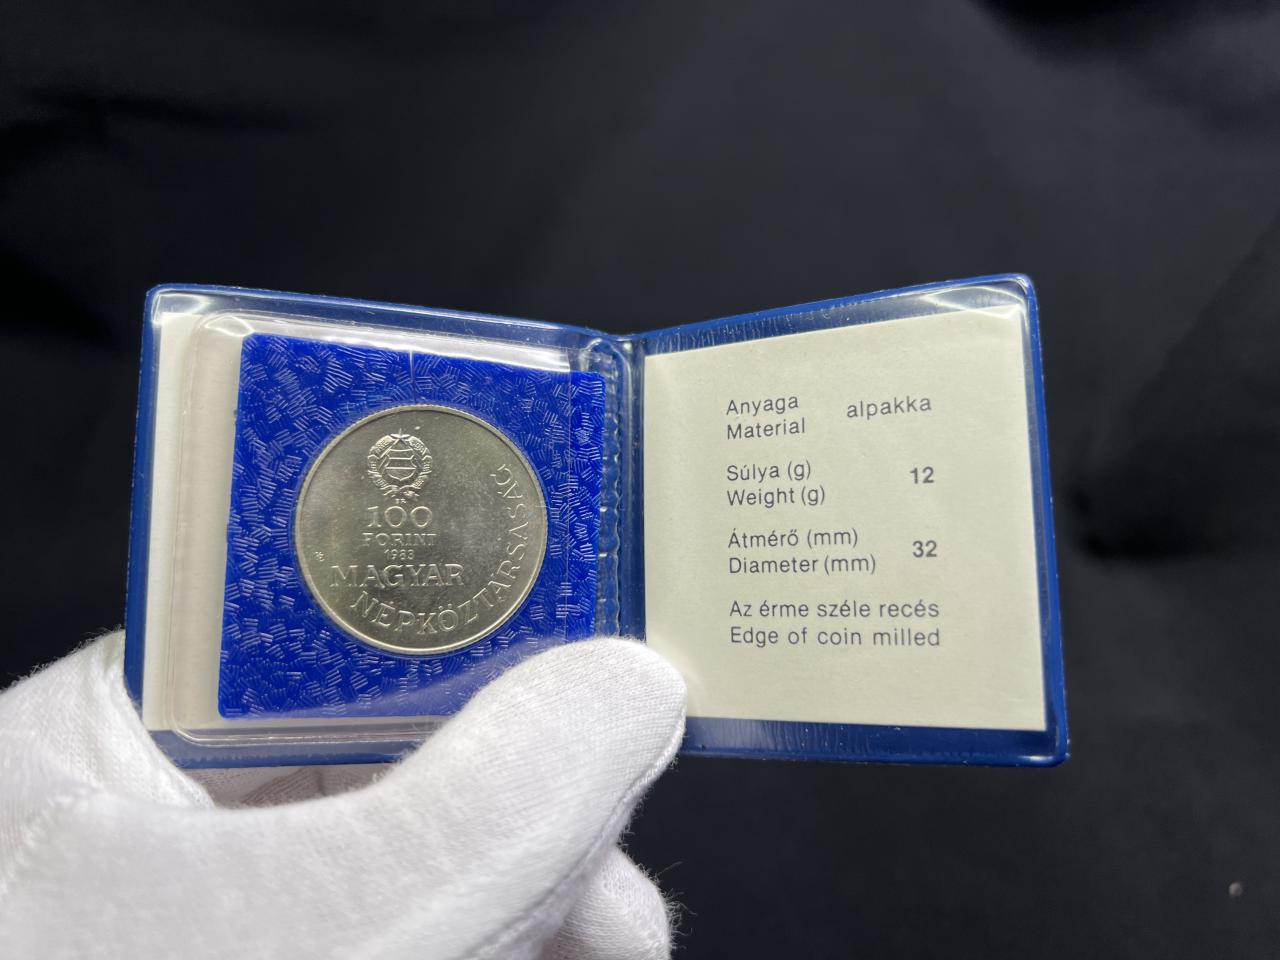 100
FORINT
1983
MAGYAR
NÉPKÖZTÁRSASÁG
Anyaga alpakka
Material
Súlya (g) 12
Weight (g)
Átmérő (mm) 32
Diameter (mm)
Az érme széle recés
Edge of coin milled